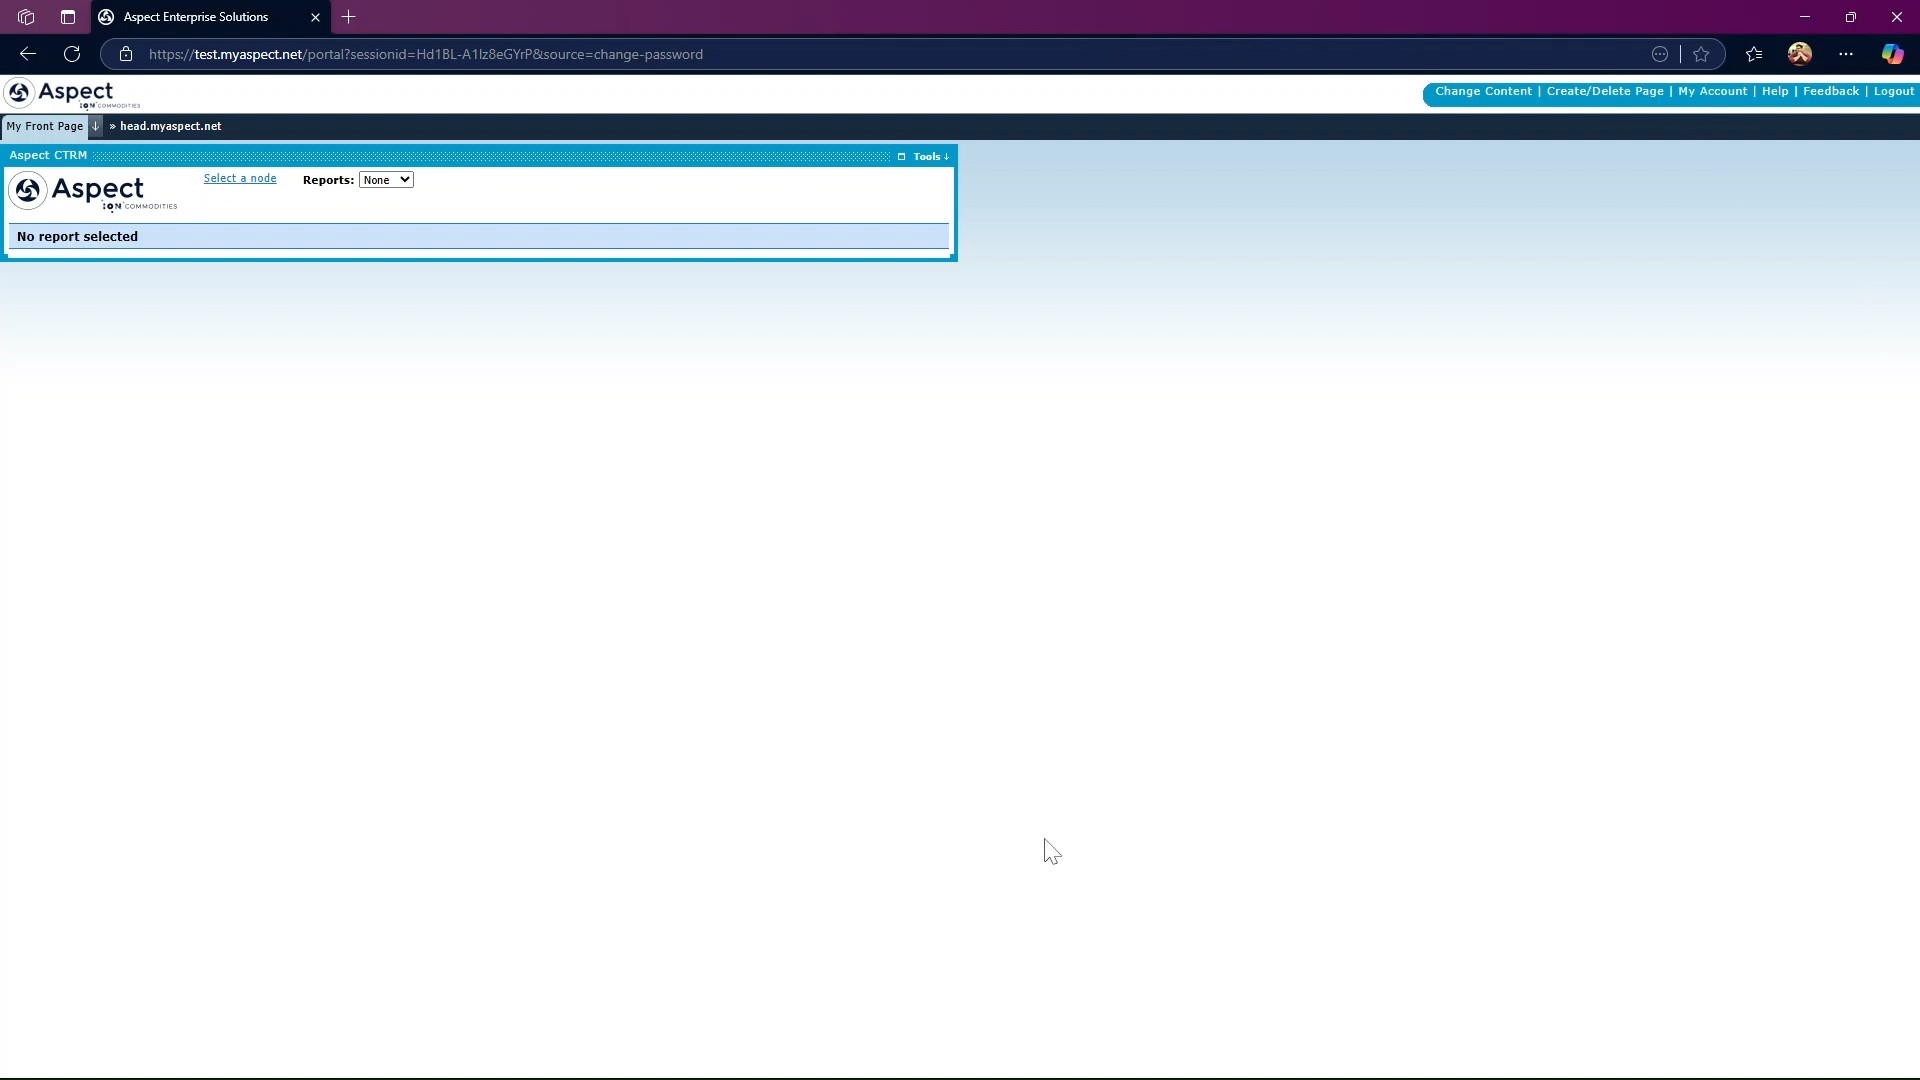 Aspect Enterprise Solutions
https://test.myaspect.net/portal?sessionid=Hd1BL-A1lz8eGYrP&source=change-password
Aspect
ION COMMODITIES
Change Content | Create/Delete Page | My Account | Help | Feedback | Logout
My Front Page ↓ » head.myaspect.net
Aspect CTRM
Tools ↓
Aspect
ION COMMODITIES
Select a node
Reports: None
No report selected